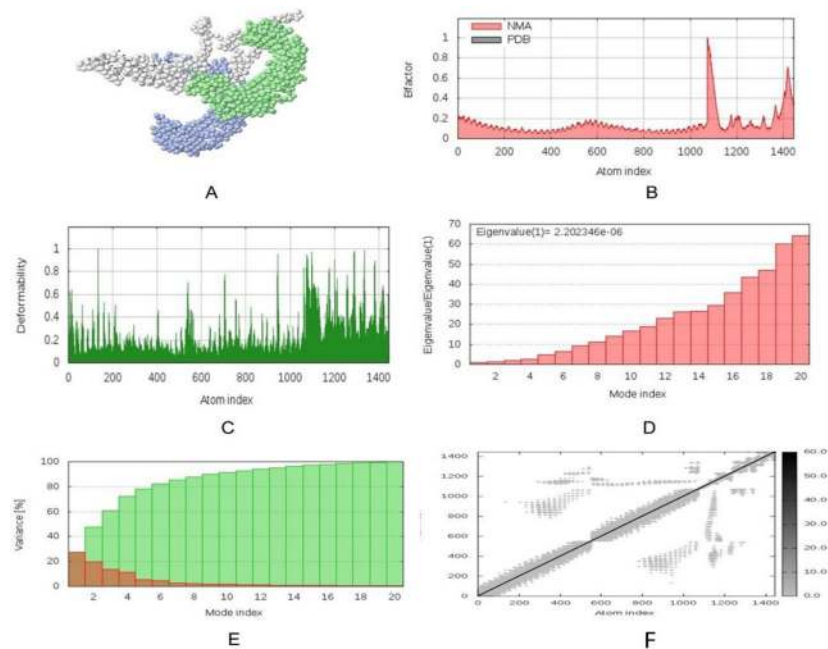 A
NMA
PDB
1
0.8
0.6
0.4
0.2
0
Bfactor
0 200 400 600 800 1000 1200 1400
Atom index
B
1
0.8
0.6
0.4
0.2
0
Deformability
0 200 400 600 800 1000 1200 1400
Atom index
C
70
60
50
40
30
20
10
0
Eigenvalue/Eigenvalue(1)
Eigenvalue(1)= 2.202346e-06
2 4 6 8 10 12 14 16 18 20
Mode index
D
100
80
60
40
20
0
Variance [%]
2 4 6 8 10 12 14 16 18 20
Mode index
E
1400
1200
1000
800
600
400
200
0
0 200 400 600 800 1000 1200 1400
Atom index
60.0
50.0
40.0
30.0
20.0
10.0
0.0
F